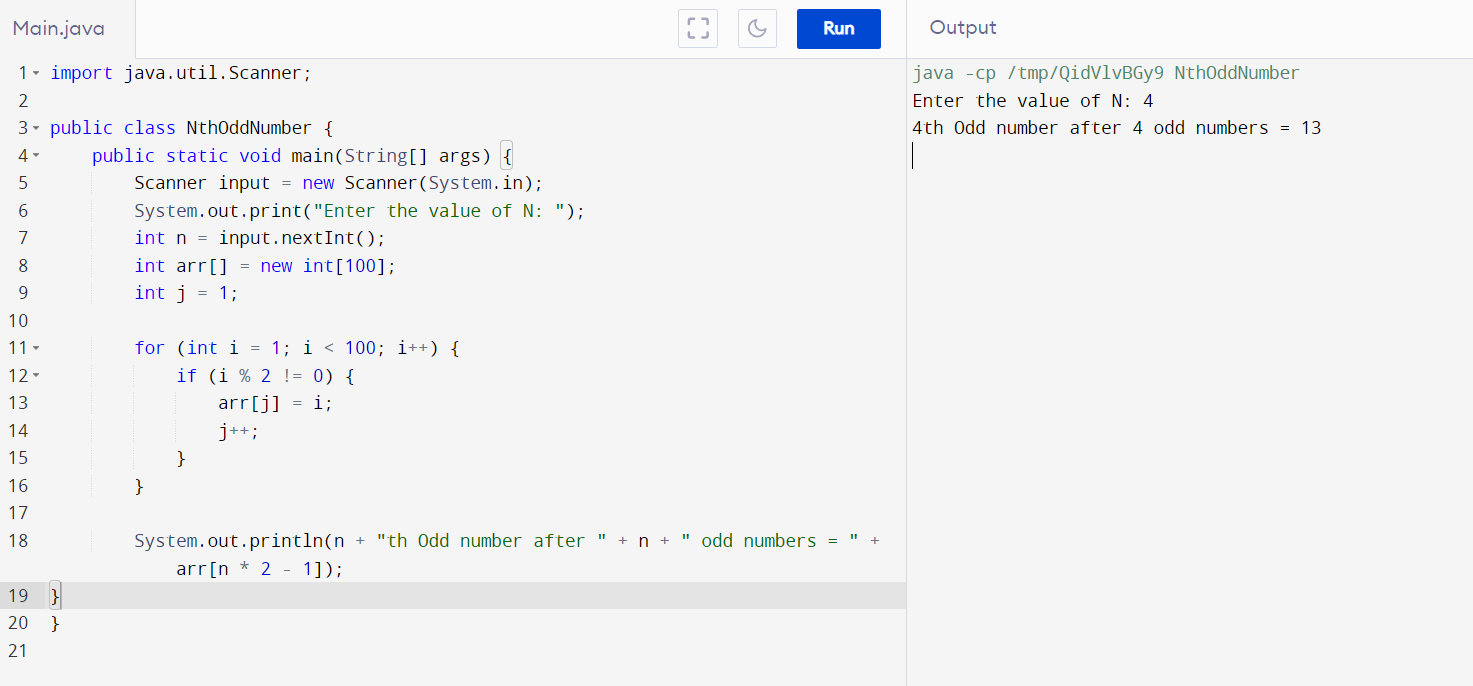 Main.java
Run
Output
1 import java.util.Scanner;
2
3 public class NthOddNumber {
4     public static void main(String[] args) {
5         Scanner input = new Scanner(System.in);
6         System.out.print("Enter the value of N: ");
7         int n = input.nextInt();
8         int arr[] = new int[100];
9         int j = 1;
10
11         for (int i = 1; i < 100; i++) {
12             if (i % 2 != 0) {
13                 arr[j] = i;
14                 j++;
15             }
16         }
17
18         System.out.println(n + "th Odd number after " + n + " odd numbers = " +
            arr[n * 2 - 1]);
19 }
20 }
21
java -cp /tmp/QidVlvBGy9 NthOddNumber
Enter the value of N: 4
4th Odd number after 4 odd numbers = 13